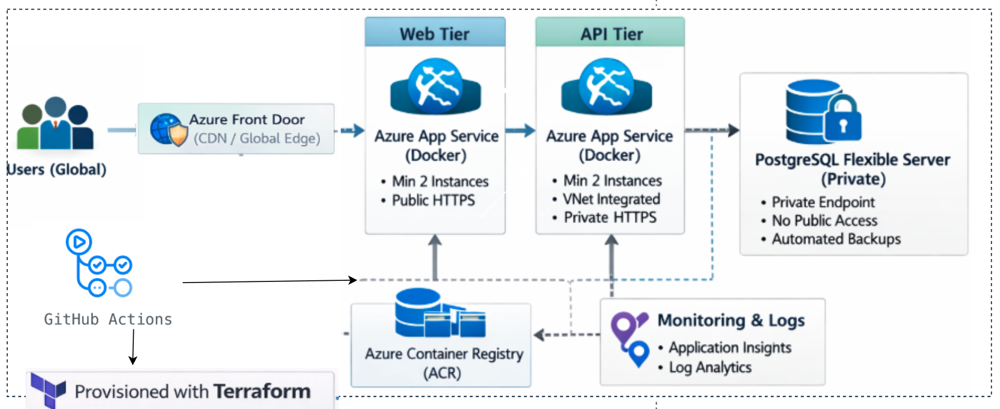 Web Tier
API Tier
Azure Front Door
(CDN / Global Edge)
Users (Global)
Azure App Service
(Docker)
• Min 2 Instances
• Public HTTPS
Azure App Service
(Docker)
• Min 2 Instances
• VNet Integrated
• Private HTTPS
PostgreSQL Flexible Server
(Private)
• Private Endpoint
• No Public Access
• Automated Backups
GitHub Actions
Azure Container Registry
(ACR)
Monitoring & Logs
• Application Insights
• Log Analytics
Provisioned with Terraform